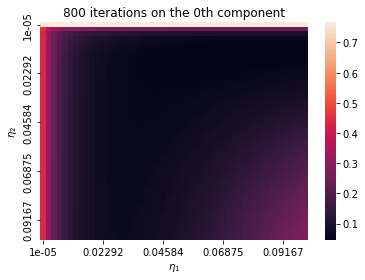 800 iterations on the 0th component
1e-05
0.02292
0.04584
0.06875
0.09167
η₂
1e-05 0.02292 0.04584 0.06875 0.09167
η₁
0.7
0.6
0.5
0.4
0.3
0.2
0.1